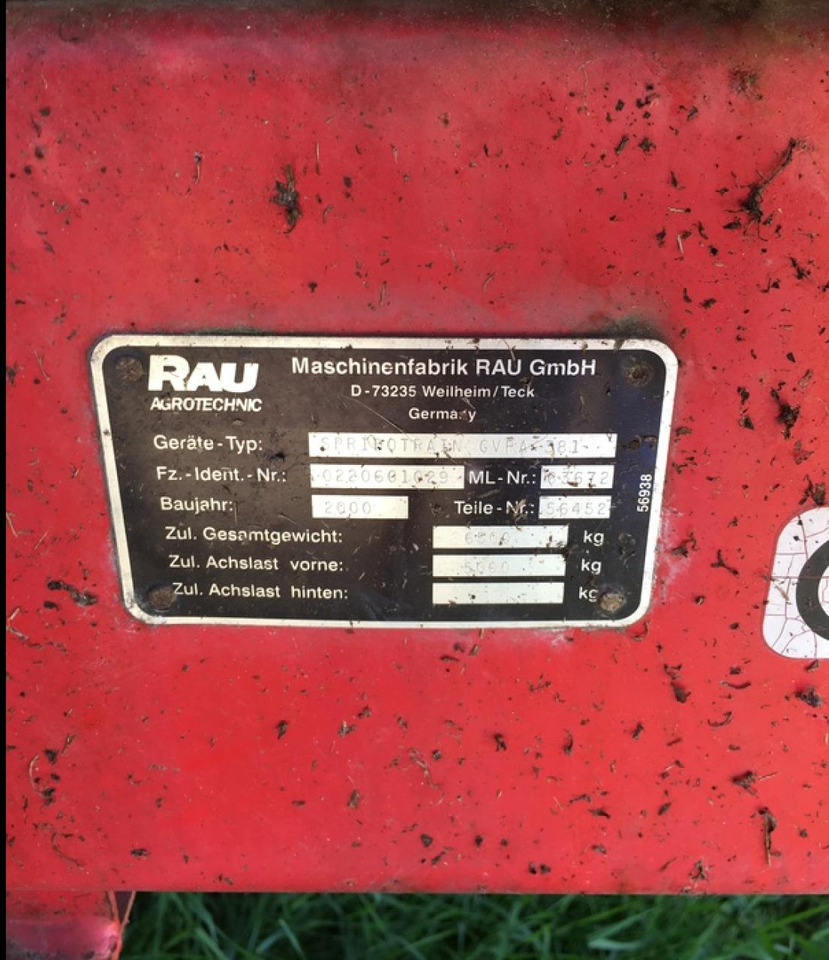 RAU
AGROTECHNIC
Maschinenfabrik RAU GmbH
D-73235 Weilheim/Teck
Germany
Geräte-Typ:
Fz.-Ident.-Nr.: 0220601029 ML-Nr.:
Baujahr: 2000 Teile-Nr.: 56452
Zul. Gesamtgewicht: kg
Zul. Achslast vorne: kg
Zul. Achslast hinten: kg
56938